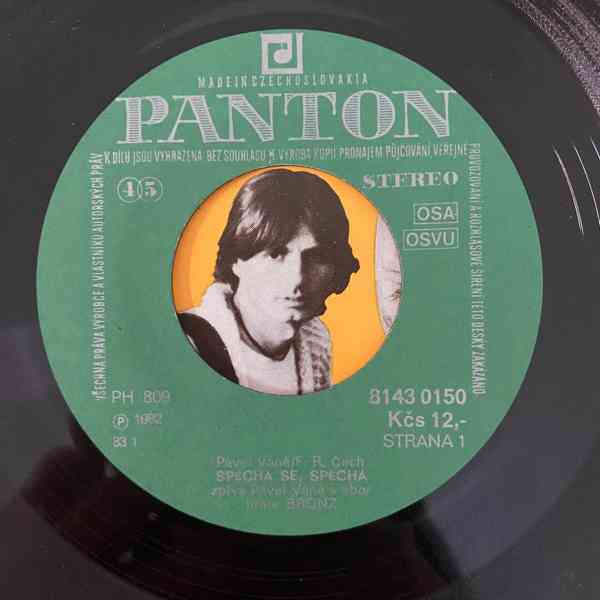 MADE IN CZECHOSLOVAKIA
PANTON
VŠECHNA PRÁVA VÝROBCE A VLASTNÍKU AUTORSKÝCH PRÁV
K DÍLU JSOU VYHRAZENA. BEZ SOUHLASU JE VÝROBA KOPIÍ PRONÁJEM PŮJČOVÁNÍ VEŘEJNÉ
PROVOZOVÁNÍ A ROZHLASOVÉ ŠÍŘENÍ TÉTO DESKY ZAKÁZÁNO
45
STEREO
OSA
OSVU
PH 809
℗ 1982
83 1
8143 0150
Kčs 12,-
STRANA 1
Pavel Váně/F. R. Čech
SPĚCHÁ SE, SPĚCHÁ
zpívá Pavel Váně a sbor
hraje BRONZ